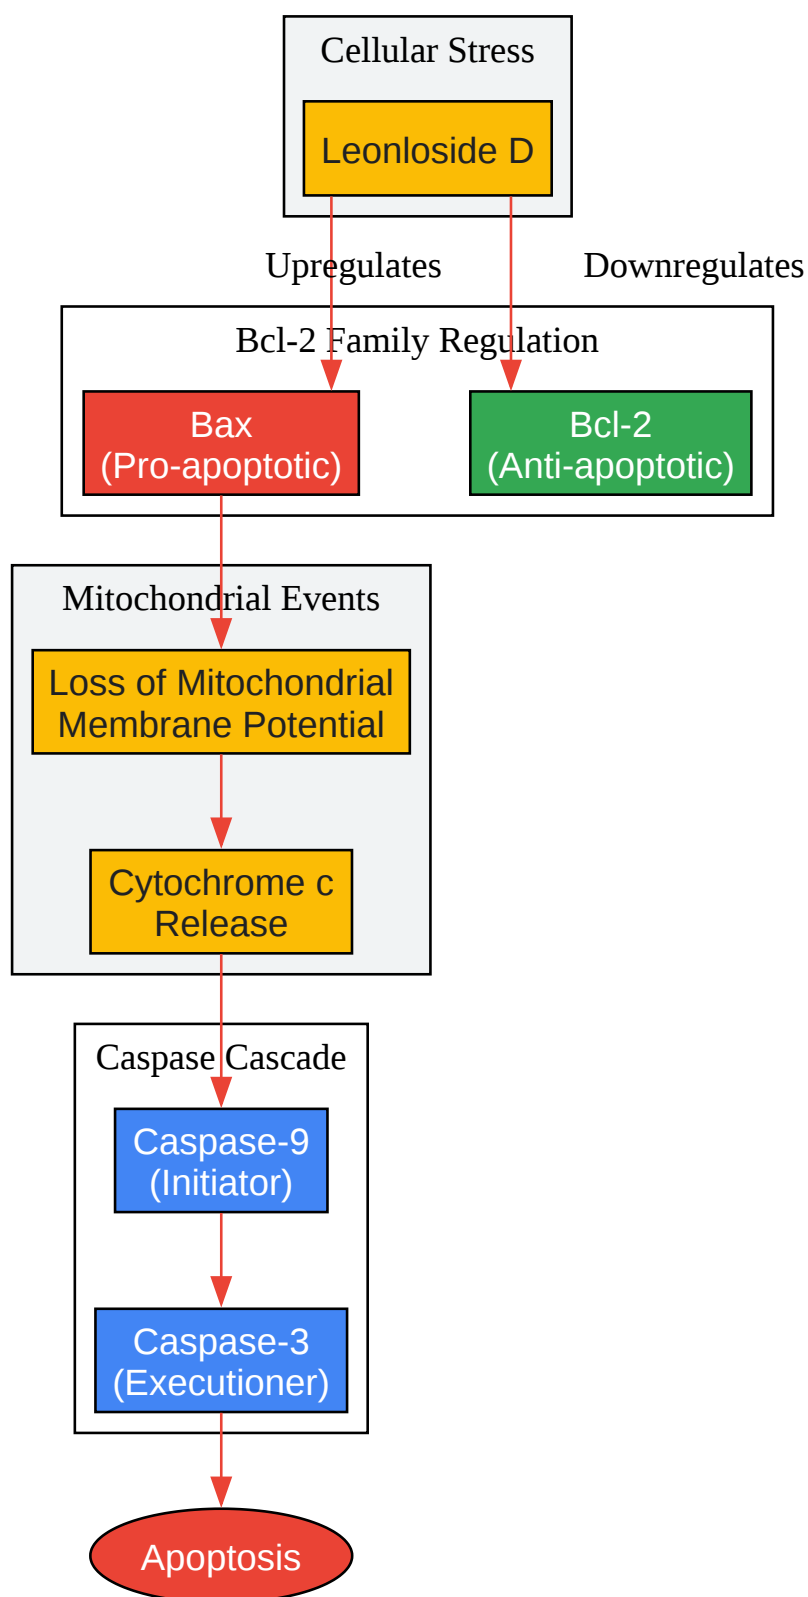 Cellular Stress
Leonloside D
Upregulates
Downregulates
Bcl-2 Family Regulation
Bax
(Pro-apoptotic)
Bcl-2
(Anti-apoptotic)
Mitochondrial Events
Loss of Mitochondrial
Membrane Potential
Cytochrome c
Release
Caspase Cascade
Caspase-9
(Initiator)
Caspase-3
(Executioner)
Apoptosis